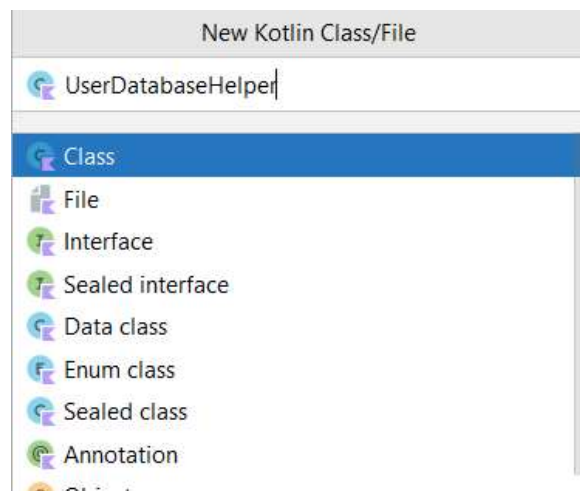 New Kotlin Class/File
UserDatabaseHelper
Class
File
Interface
Sealed interface
Data class
Enum class
Sealed class
Annotation